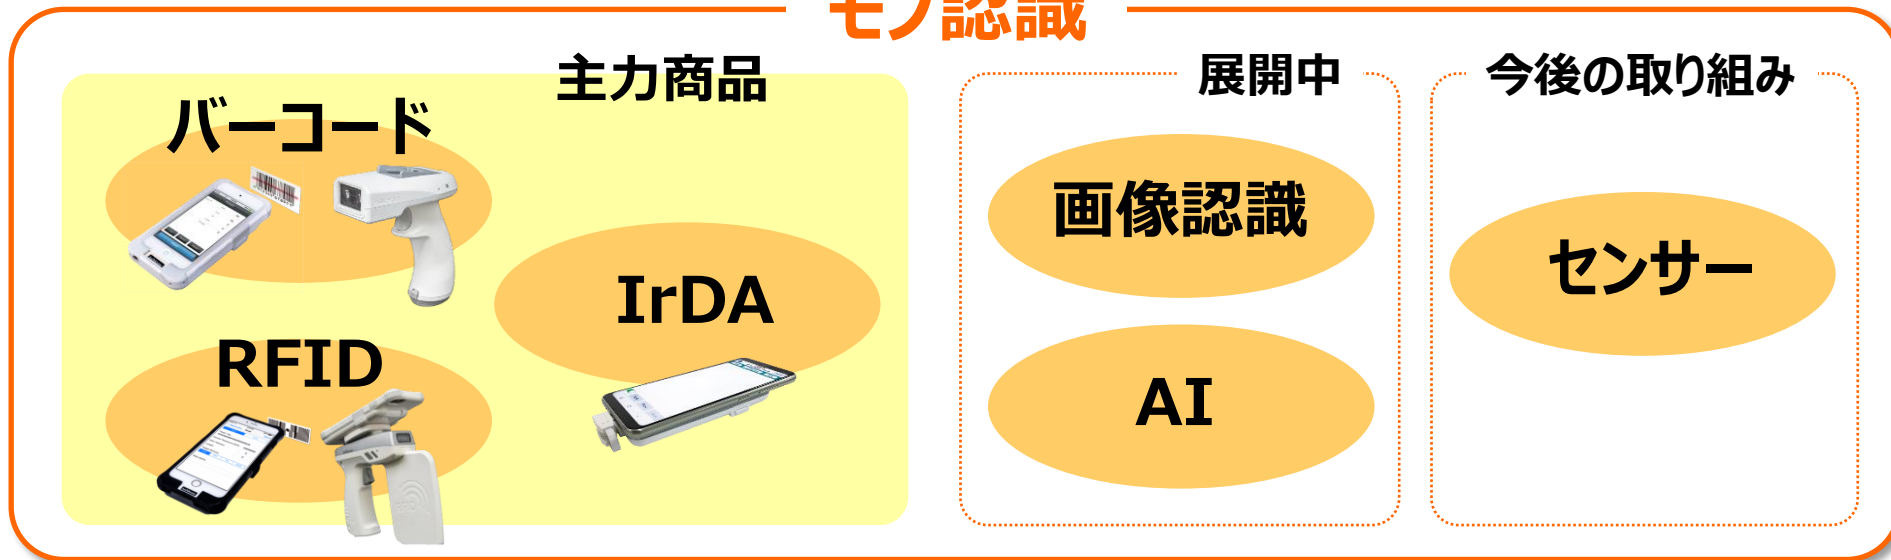 モノ認識
主力商品
バーコード
RFID
IrDA
展開中
画像認識
AI
今後の取り組み
センサー